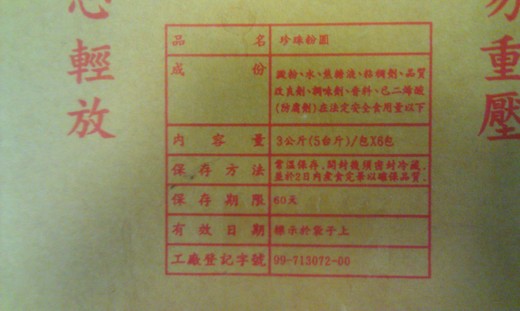 心輕放
易重壓
品名 珍珠粉圓
成份 澱粉、水、焦糖液、粘稠劑、品質
改良劑、調味劑、香料、己二烯酸
(防腐劑)在法定安全食用量以下
內容量 3公斤(5台斤)/包X6包
保存方法 常溫保存,開封後須密封冷藏,
並於2日內煮食完畢以確保品質.
保存期限 60天
有效日期 標示於袋子上
工廠登記字號 99-713072-00